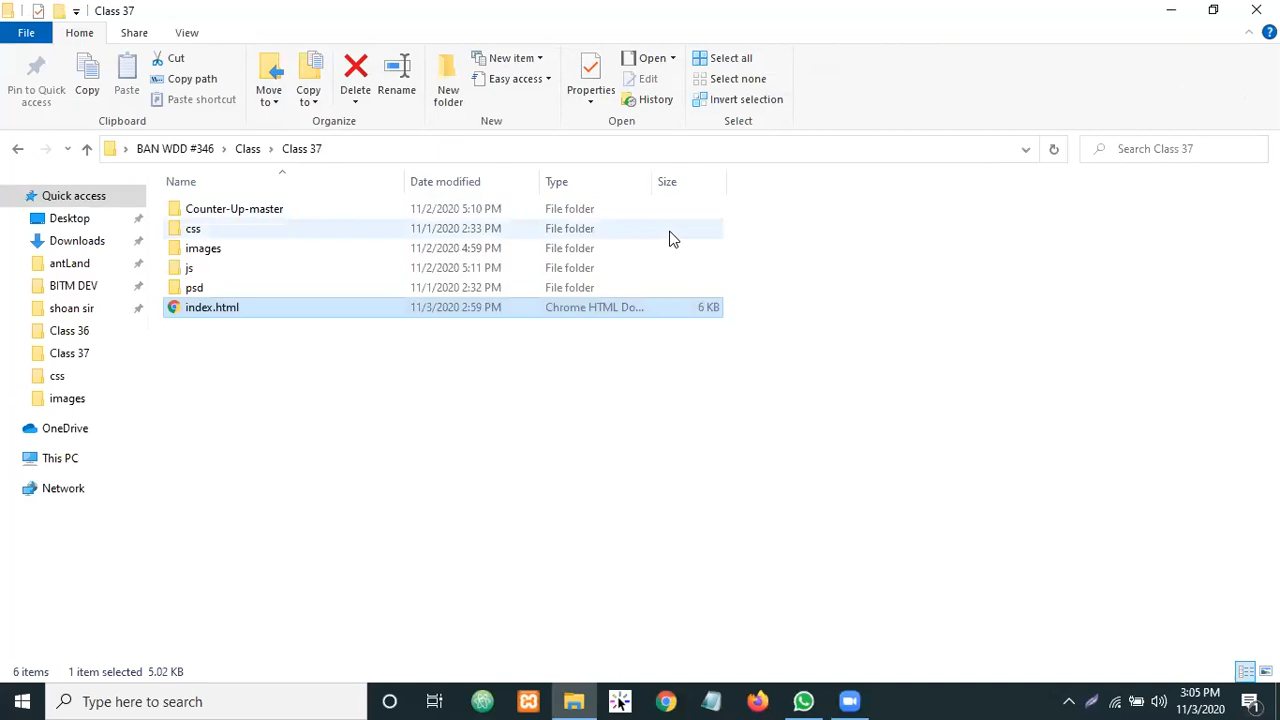 Class 37
File Home Share View
Pin to Quick access
Copy
Paste
Cut
Copy path
Paste shortcut
Clipboard
Move to
Copy to
Delete
Rename
Organize
New folder
New item
Easy access
New
Properties
Open
Edit
History
Open
Select all
Select none
Invert selection
Select
BAN WDD #346 > Class > Class 37
Search Class 37
Name Date modified Type Size
Counter-Up-master 11/2/2020 5:10 PM File folder
css 11/1/2020 2:33 PM File folder
images 11/2/2020 4:59 PM File folder
js 11/2/2020 5:11 PM File folder
psd 11/1/2020 2:32 PM File folder
index.html 11/3/2020 2:59 PM Chrome HTML Do... 6 KB
Quick access
Desktop
Downloads
antLand
BITM DEV
shoan sir
Class 36
Class 37
css
images
OneDrive
This PC
Network
6 items 1 item selected 5.02 KB
Type here to search
3:05 PM
11/3/2020
1